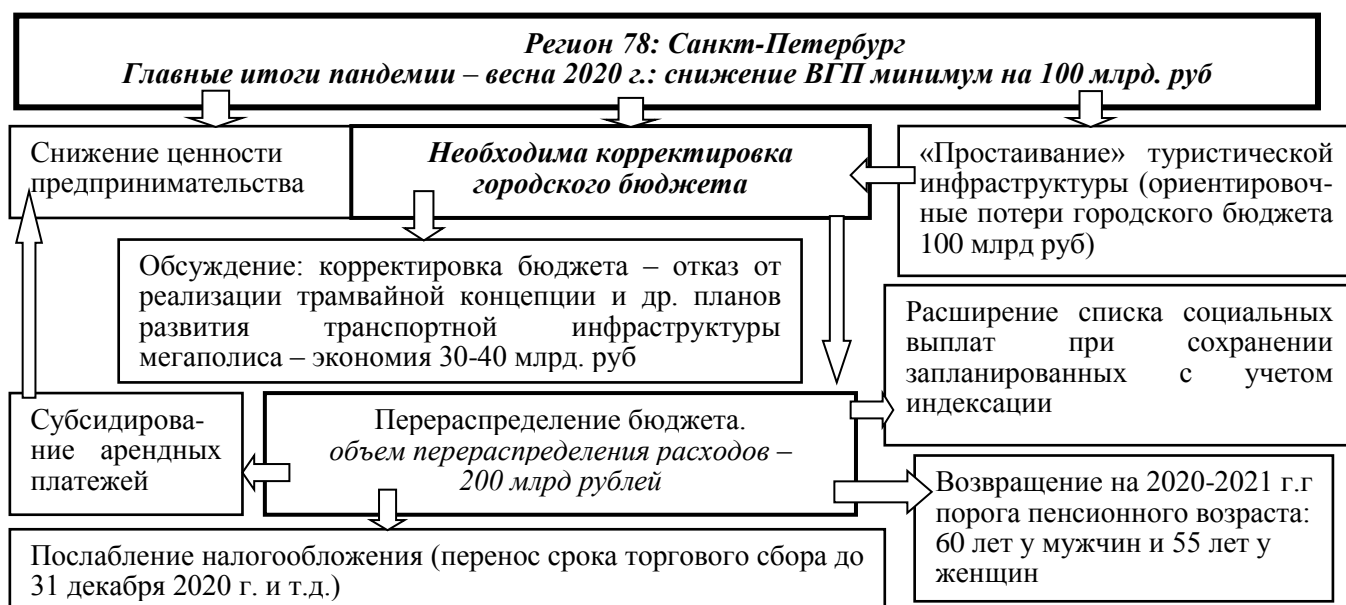 Регион 78: Санкт-Петербург
Главные итоги пандемии – весна 2020 г.: снижение ВГП минимум на 100 млрд. руб
Снижение ценности
предпринимательства
Необходима корректировка
городского бюджета
«Простаивание» туристической
инфраструктуры (ориентировоч-
ные потери городского бюджета
100 млрд руб)
Обсуждение: корректировка бюджета – отказ от
реализации трамвайной концепции и др. планов
развития транспортной инфраструктуры
мегаполиса – экономия 30-40 млрд. руб
Расширение списка социальных
выплат при сохранении
запланированных с учетом
индексации
Субсидирова-
ние арендных
платежей
Перераспределение бюджета.
объем перераспределения расходов –
200 млрд рублей
Возвращение на 2020-2021 г.г
порога пенсионного возраста:
60 лет у мужчин и 55 лет у
женщин
Послабление налогообложения (перенос срока торгового сбора до
31 декабря 2020 г. и т.д.)